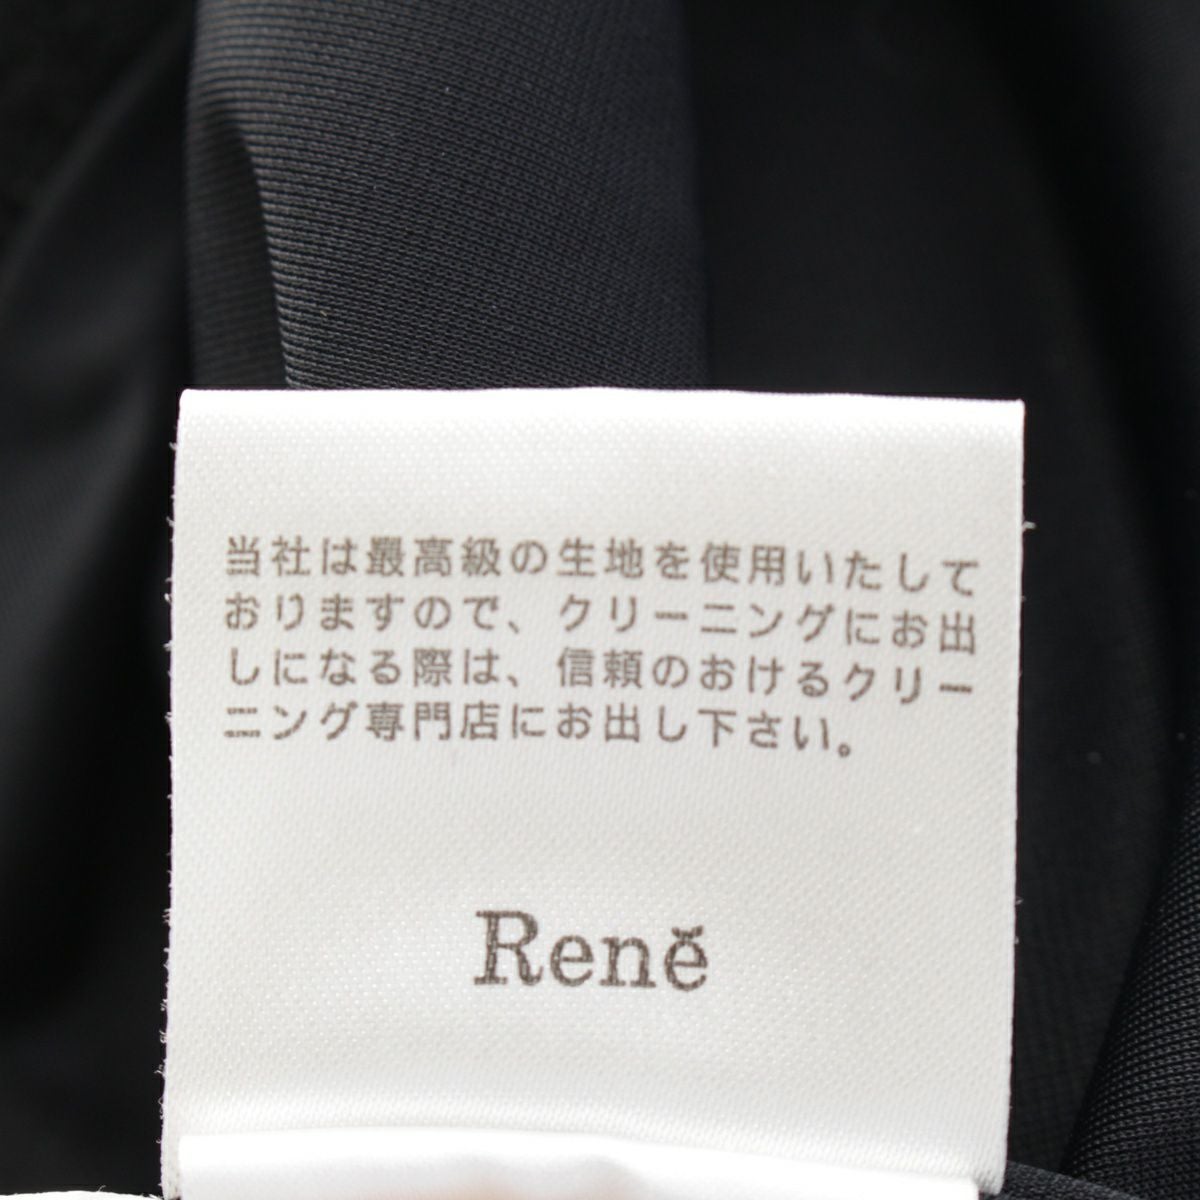 当社は最高級の生地を使用いたして
おりますので、クリーニングにお出
しになる際は、信頼のおけるクリー
ニング専門店にお出し下さい。
Reně